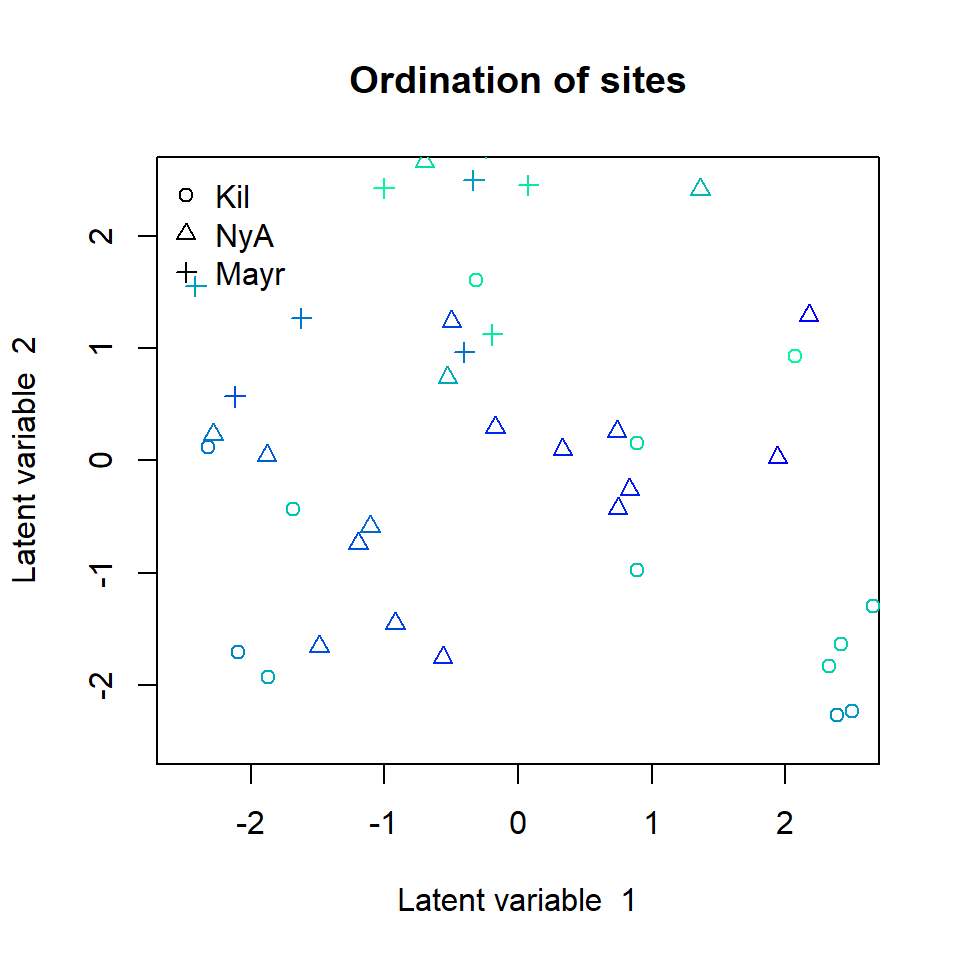 Ordination of sites
Kil
NyA
Mayr
Latent variable  2
2
1
0
-1
-2
-2 -1 0 1 2
Latent variable  1